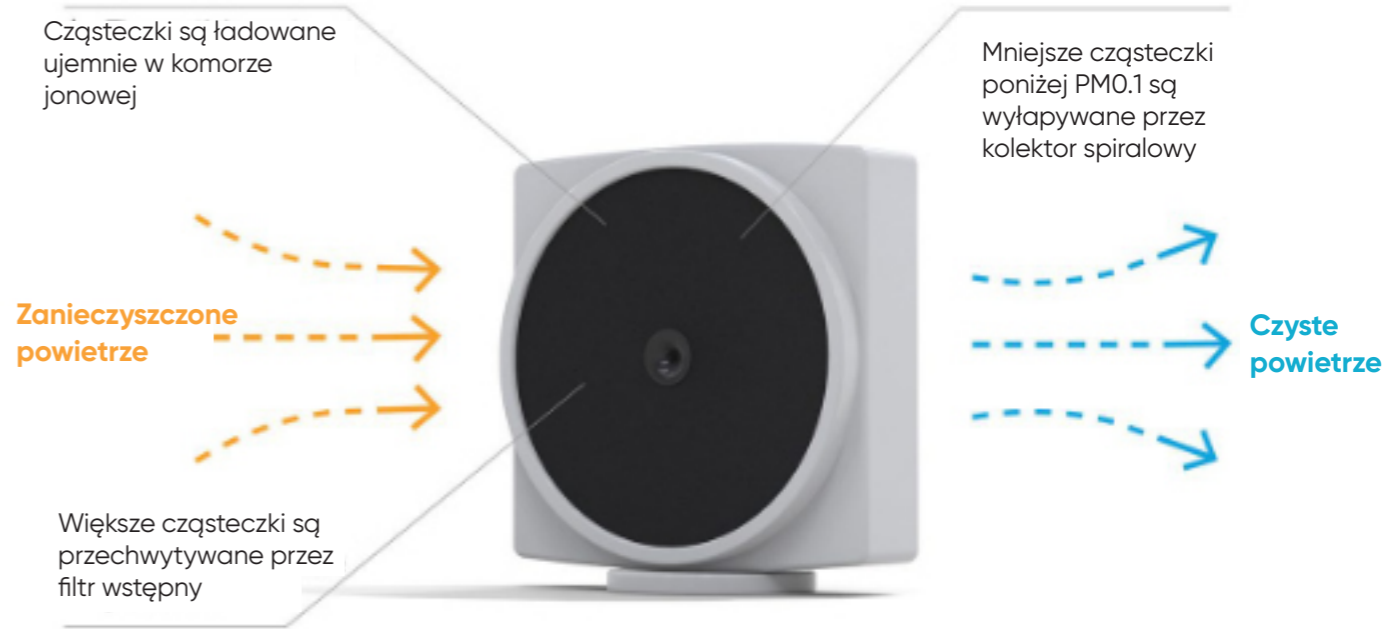 Cząsteczki są ładowane
ujemnie w komorze
jonowej
Mniejsze cząsteczki
poniżej PM0.1 są
wyłapywane przez
kolektor spiralowy
Zanieczyszczone
powietrze
Czyste
powietrze
Większe cząsteczki są
przechwytywane przez
filtr wstępny